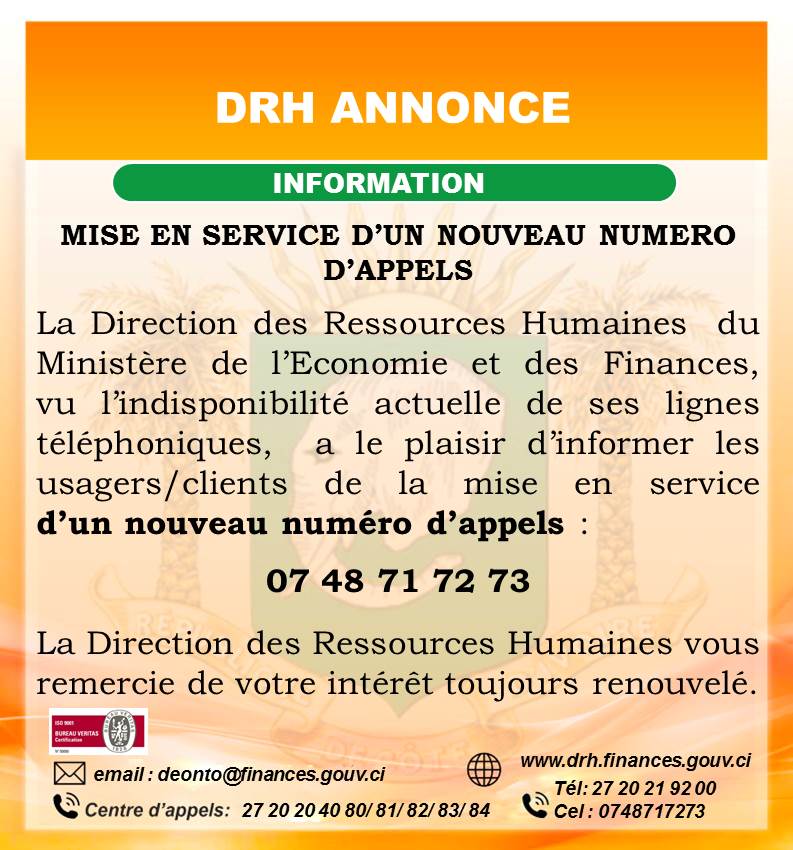 DRH ANNONCE
INFORMATION
MISE EN SERVICE D’UN NOUVEAU NUMERO
D’APPELS
La Direction des Ressources Humaines du
Ministère de l’Economie et des Finances,
vu l’indisponibilité actuelle de ses lignes
téléphoniques, a le plaisir d’informer les
usagers/clients de la mise en service
d’un nouveau numéro d’appels :
07 48 71 72 73
La Direction des Ressources Humaines vous
remercie de votre intérêt toujours renouvelé.
ISO 9001
BUREAU VERITAS
Certification
email : deonto@finances.gouv.ci
www.drh.finances.gouv.ci
Centre d’appels: 27 20 20 40 80/ 81/ 82/ 83/ 84
Tél: 27 20 21 92 00
Cel : 0748717273